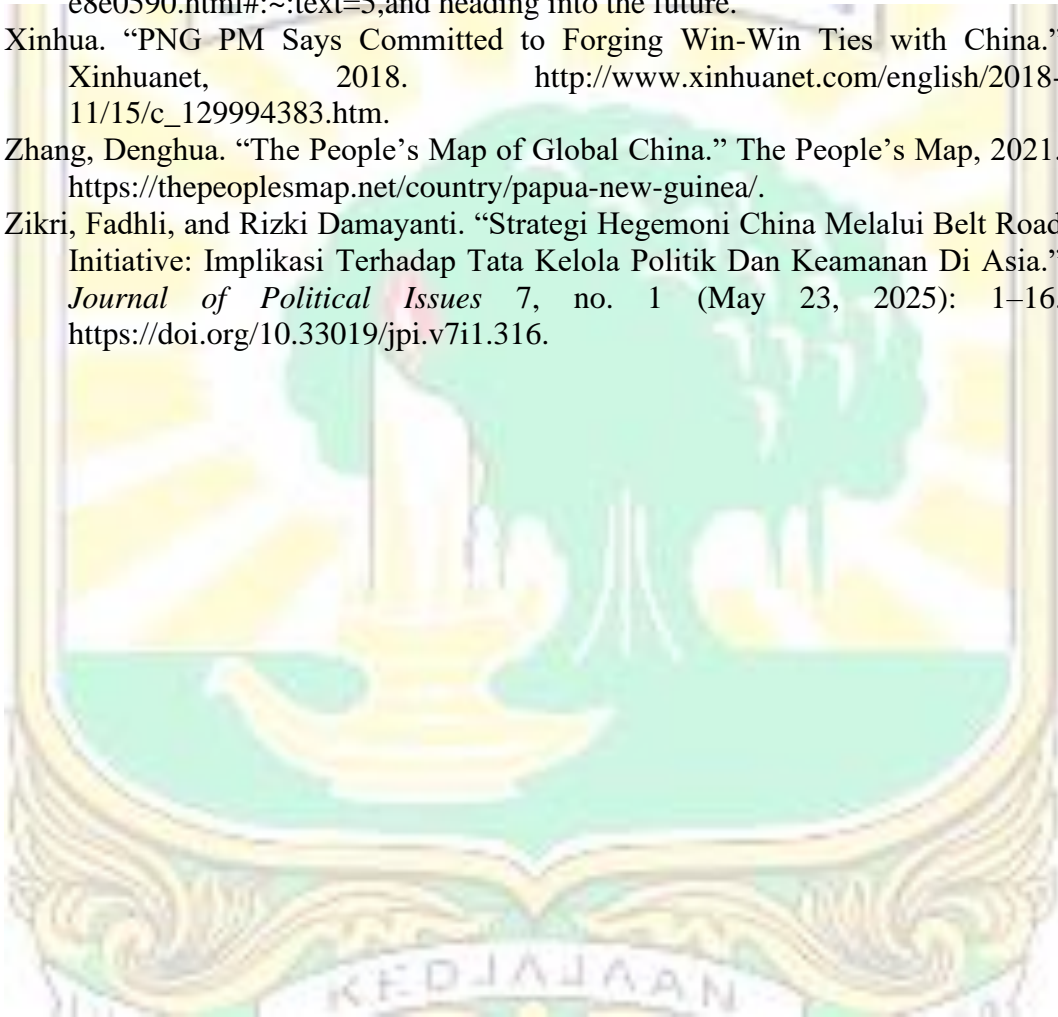 e8e0590.html#:~:text=5,and heading into the future.
Xinhua. “PNG PM Says Committed to Forging Win-Win Ties with China.”
Xinhuanet, 2018. http://www.xinhuanet.com/english/2018-
11/15/c_129994383.htm.
Zhang, Denghua. “The People’s Map of Global China.” The People’s Map, 2021.
https://thepeoplesmap.net/country/papua-new-guinea/.
Zikri, Fadhli, and Rizki Damayanti. “Strategi Hegemoni China Melalui Belt Road
Initiative: Implikasi Terhadap Tata Kelola Politik Dan Keamanan Di Asia.”
Journal of Political Issues 7, no. 1 (May 23, 2025): 1–16.
https://doi.org/10.33019/jpi.v7i1.316.
KEDJAJAAN